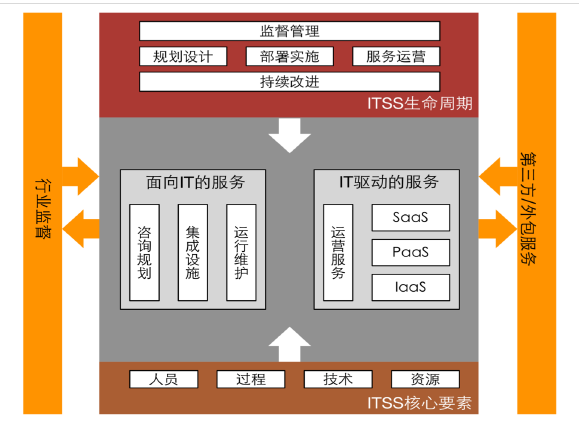 监督管理
规划设计
部署实施
服务运营
持续改进
ITSS生命周期
行业监督
第三方/外包服务
面向IT的服务
咨询规划
集成设施
运行维护
IT驱动的服务
运营服务
SaaS
PaaS
IaaS
人员
过程
技术
资源
ITSS核心要素